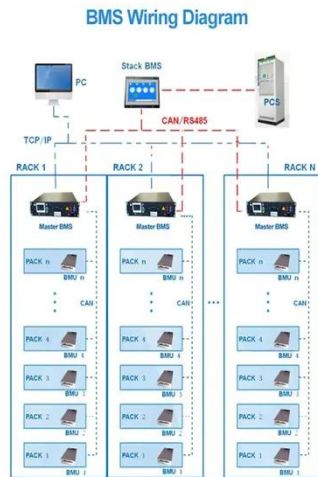 BMS Wiring Diagram
Stack BMS
PC
PCS
CAN/RS485
TCP/IP
RACK 1
RACK 2
RACK N
Master BMS
Master BMS
Master BMS
PACK n
BMU n
PACK n
BMU n
PACK n
BMU n
CAN
CAN
CAN
PACK 4
BMU 4
PACK 4
BMU 4
PACK 4
BMU 4
PACK 3
BMU 3
PACK 3
BMU 3
PACK 3
BMU 3
PACK 2
BMU 2
PACK 2
BMU 2
PACK 2
BMU 2
PACK 1
BMU 1
PACK 1
BMU 1
PACK 1
BMU 1